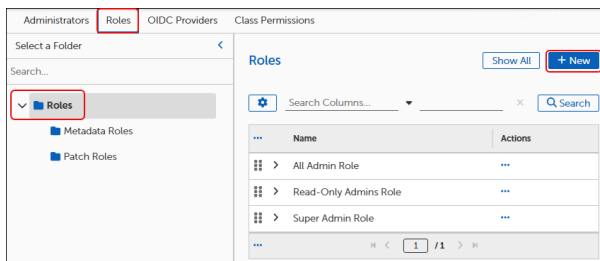 Administrators Roles OIDC Providers Class Permissions
Select a Folder
Search...
Roles
Metadata Roles
Patch Roles
Roles Show All + New
Search Columns... Search
... Name Actions
All Admin Role ...
Read-Only Admins Role ...
Super Admin Role ...
... 1 / 1